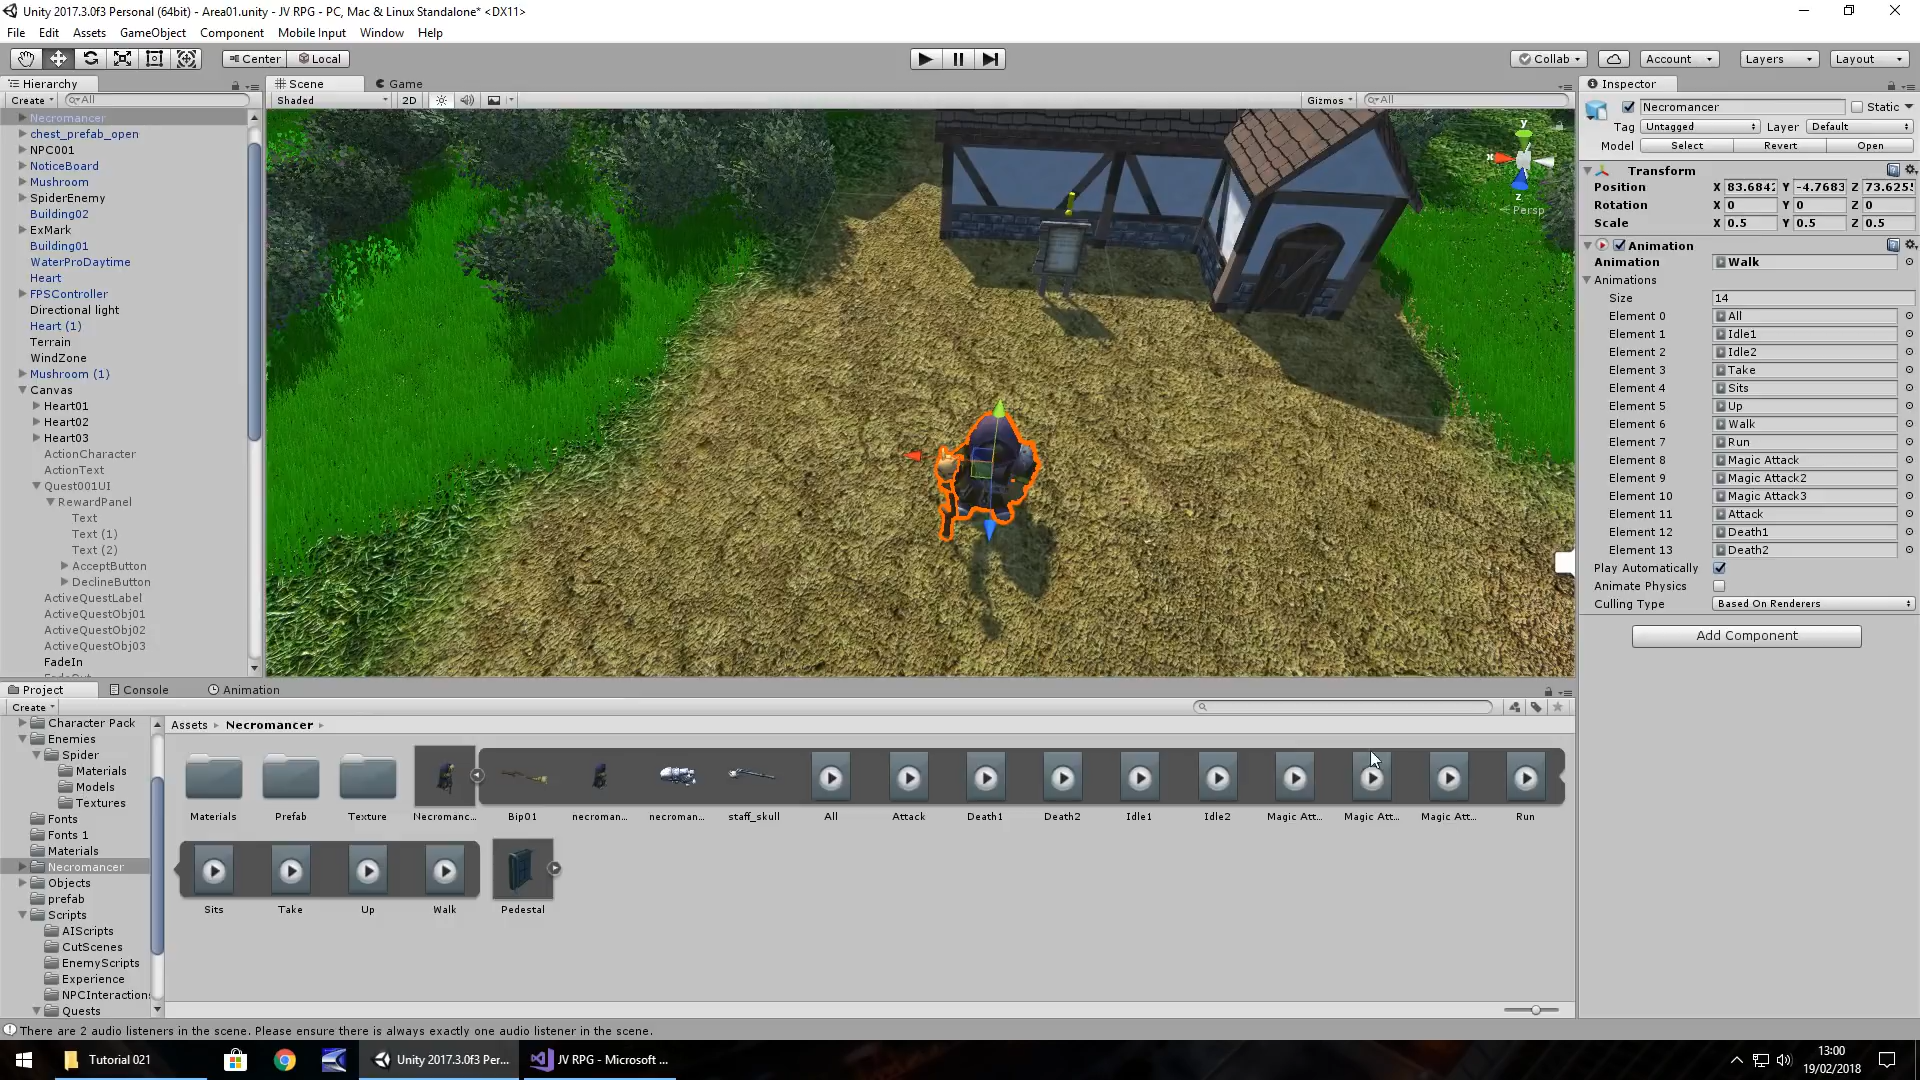 Unity 2017.3.0f3 Personal (64bit) - Area01.unity - JV RPG - PC, Mac & Linux Standalone* <DX11>
File Edit Assets GameObject Component Mobile Input Window Help
Center Local Collab Account Layers Layout
Hierarchy
Create All
Necromancer
chest_prefab_open
NPC001
NoticeBoard
Mushroom
SpiderEnemy
Building02
ExMark
Building01
WaterProDaytime
Heart
FPSController
Directional light
Heart (1)
Terrain
WindZone
Mushroom (1)
Canvas
Heart01
Heart02
Heart03
ActionCharacter
ActionText
Quest001UI
RewardPanel
Text
Text (1)
Text (2)
AcceptButton
DeclineButton
ActiveQuestLabel
ActiveQuestObj01
ActiveQuestObj02
ActiveQuestObj03
FadeIn
Scene Game
Shaded 2D Gizmos All
y
x
z
Persp
Inspector
Necromancer Static
Tag Untagged Layer Default
Model Select Revert Open
Transform
Position X 83.6842 Y -4.7683 Z 73.625
Rotation X 0 Y 0 Z 0
Scale X 0.5 Y 0.5 Z 0.5
Animation
Animation Walk
Animations
Size 14
Element 0 All
Element 1 Idle1
Element 2 Idle2
Element 3 Take
Element 4 Sits
Element 5 Up
Element 6 Walk
Element 7 Run
Element 8 Magic Attack
Element 9 Magic Attack2
Element 10 Magic Attack3
Element 11 Attack
Element 12 Death1
Element 13 Death2
Play Automatically
Animate Physics
Culling Type Based On Renderers
Add Component
Project Console Animation
Create
Character Pack
Enemies
Spider
Materials
Models
Textures
Fonts
Fonts 1
Materials
Necromancer
Objects
prefab
Scripts
AIScripts
CutScenes
EnemyScripts
Experience
NPCInteraction
Quests
Assets Necromancer
Materials Prefab Texture Necromanc... Bip01 necroman... necroman... staff_skull All Attack Death1 Death2 Idle1 Idle2 Magic Att... Magic Att... Magic Att... Run
Sits Take Up Walk Pedestal
There are 2 audio listeners in the scene. Please ensure there is always exactly one audio listener in the scene.
Tutorial 021 Unity 2017.3.0f3 Per... JV RPG - Microsoft ...
13:00
19/02/2018